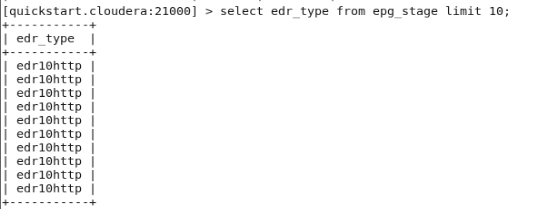 [quickstart.cloudera:21000] > select edr_type from epg_stage limit 10;
+-----------+
| edr_type  |
+-----------+
| edr10http |
| edr10http |
| edr10http |
| edr10http |
| edr10http |
| edr10http |
| edr10http |
| edr10http |
| edr10http |
| edr10http |
+-----------+